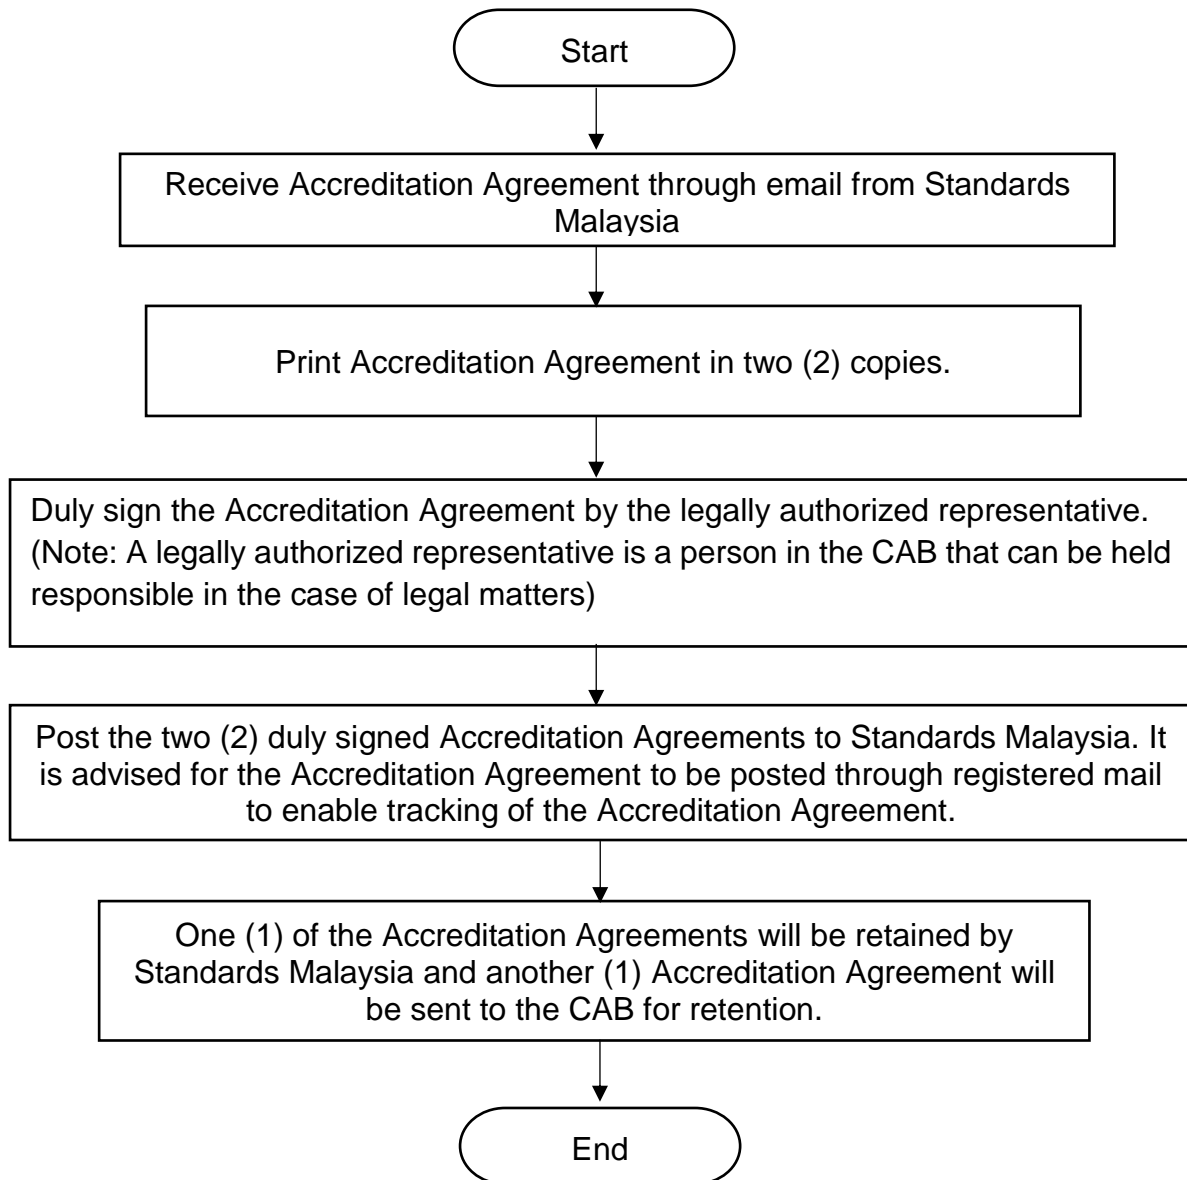 Start
Receive Accreditation Agreement through email from Standards
Malaysia
Print Accreditation Agreement in two (2) copies.
Duly sign the Accreditation Agreement by the legally authorized representative.
(Note: A legally authorized representative is a person in the CAB that can be held
responsible in the case of legal matters)
Post the two (2) duly signed Accreditation Agreements to Standards Malaysia. It
is advised for the Accreditation Agreement to be posted through registered mail
to enable tracking of the Accreditation Agreement.
One (1) of the Accreditation Agreements will be retained by
Standards Malaysia and another (1) Accreditation Agreement will
be sent to the CAB for retention.
End